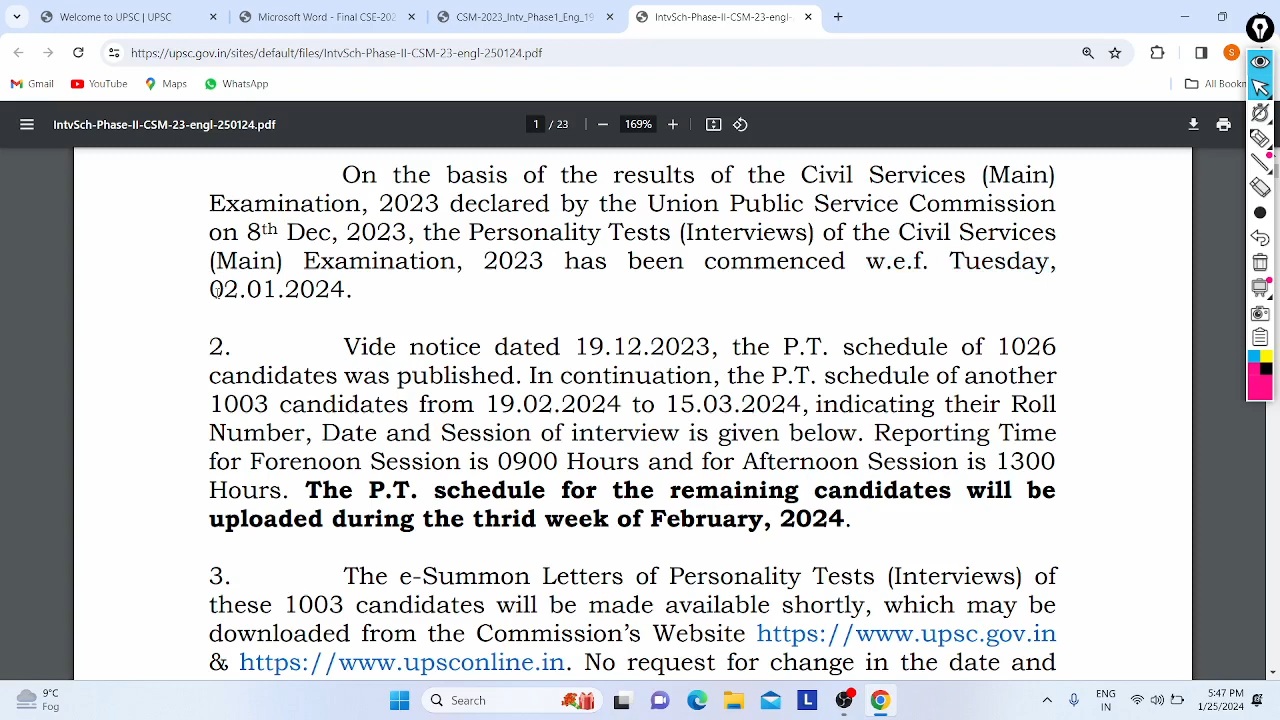 Welcome to UPSC | UPSC
Microsoft Word - Final CSE-202
CSM-2023_Intv_Phase I_Eng_19
IntvSch-Phase-II-CSM-23-engl-
https://upsc.gov.in/sites/default/files/IntvSch-Phase-II-CSM-23-engl-250124.pdf
S
Gmail
YouTube
Maps
WhatsApp
All Bookm
IntvSch-Phase-II-CSM-23-engl-250124.pdf
1 / 23
169%
On the basis of the results of the Civil Services (Main)
Examination, 2023 declared by the Union Public Service Commission
on 8th Dec, 2023, the Personality Tests (Interviews) of the Civil Services
(Main) Examination, 2023 has been commenced w.e.f. Tuesday,
02.01.2024.
2. Vide notice dated 19.12.2023, the P.T. schedule of 1026
candidates was published. In continuation, the P.T. schedule of another
1003 candidates from 19.02.2024 to 15.03.2024, indicating their Roll
Number, Date and Session of interview is given below. Reporting Time
for Forenoon Session is 0900 Hours and for Afternoon Session is 1300
Hours. The P.T. schedule for the remaining candidates will be
uploaded during the thrid week of February, 2024.
3. The e-Summon Letters of Personality Tests (Interviews) of
these 1003 candidates will be made available shortly, which may be
downloaded from the Commission's Website https://www.upsc.gov.in
& https://www.upsconline.in. No request for change in the date and
9°C
Fog
Search
L
ENG
IN
5:47 PM
1/25/2024